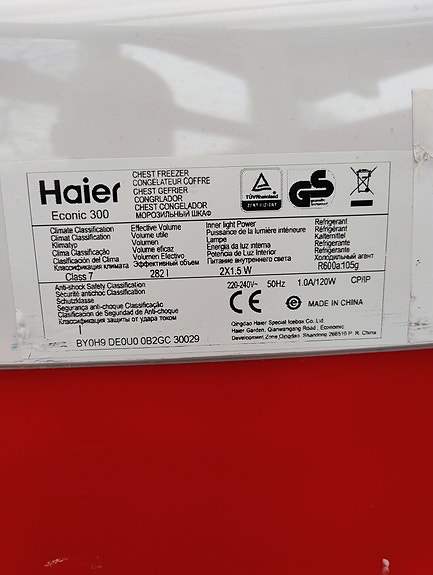 Haier
Econic 300
CHEST FREEZER
CONGELATEUR COFFRE
CHEST GEFRIER
CONGRLADOR
CHEST CONGELADOR
МОРОЗИЛЬНЫЙ ШКАФ
TÜVRheinland
GS
Climate Classification
Climat Classification
Klimatyp
Clima Clasificação
Clasificación del Clima
Классификация климата
Class 7
Effective Volume
Volume utile
Volumen
Volume eficaz
Volumen Efectivo
Эффективный объем
282 l
Inner light Power
Puissance de la lumière intérieure
Lampe
Energia da luz interna
Potencia de Luz Interior
Питание внутреннего света
2X1.5 W
Refrigerant
Refrigerant
Kaltemittel
Refrigerante
Refrigerante
Холодильный агент
R600a:105g
Anti-shock Safety Classification
Sécurité antichoc Classification
Schutzklasse
Segurança anti-choque Classificação
Clasificación de Seguridad de Anti-choque
Классификация защиты от удара током
I
220-240V~ 50Hz 1.0A/120W CP/IP
CE
MADE IN CHINA
Qingdao Haier Special Icebox Co., Ltd
Haier Garden, Qianwangang Road, Economic
Development Zone, Qingdao, Shandong 266510 P. R. China
BY0H9 DE0U0 0B2GC 30029